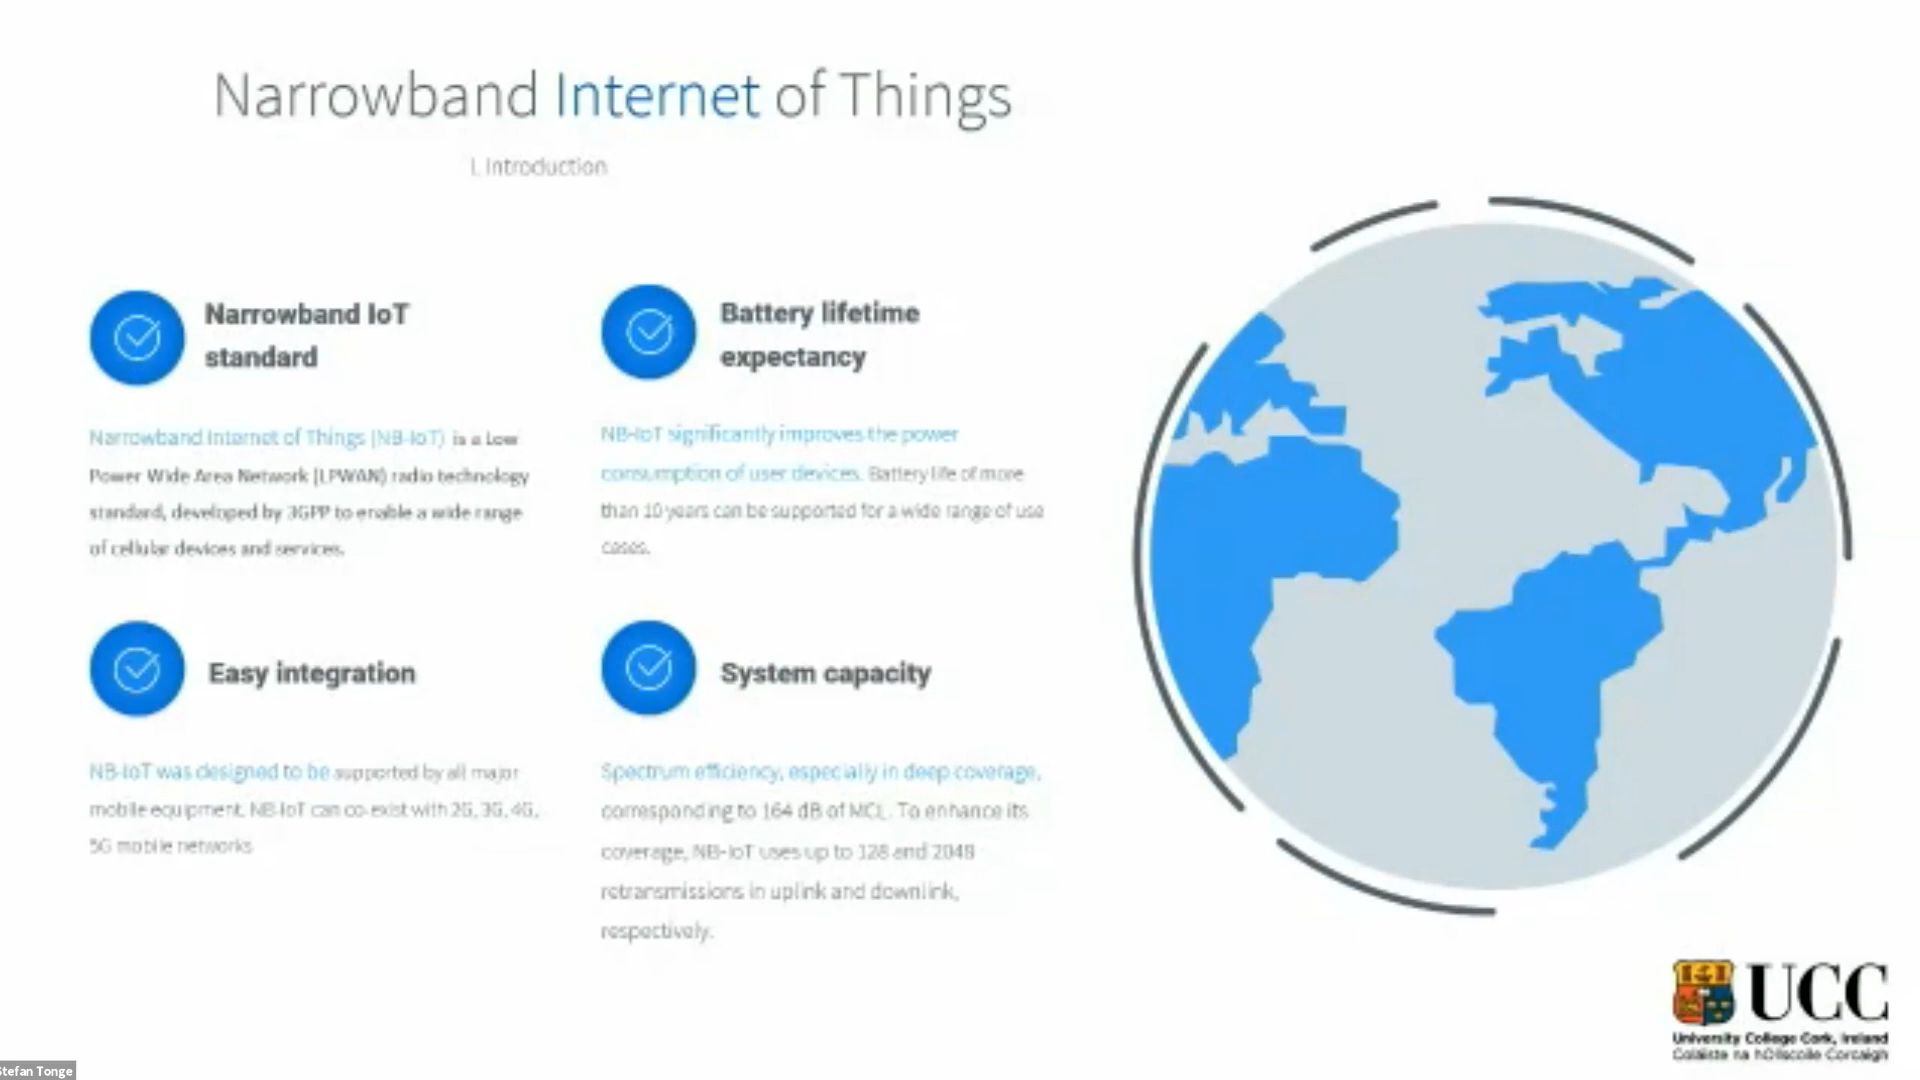 Narrowband Internet of Things
I. Introduction
Narrowband IoT
standard
Narrowband Internet of Things (NB-IoT) is a Low
Power Wide Area Network (LPWAN) radio technology
standard, developed by 3GPP to enable a wide range
of cellular devices and services.
Battery lifetime
expectancy
NB-IoT significantly improves the power
consumption of user devices. Battery life of more
than 10 years can be supported for a wide range of use
cases.
Easy integration
NB-IoT was designed to be supported by all major
mobile equipment. NB-IoT can co-exist with 2G, 3G, 4G,
5G mobile networks
System capacity
Spectrum efficiency, especially in deep coverage,
corresponding to 164 dB of MCL. To enhance its
coverage, NB-IoT uses up to 128 and 2048
retransmissions in uplink and downlink,
respectively.
UCC
University College Cork, Ireland
Coláiste na hOllscoile Corcaigh
Stefan Tonge